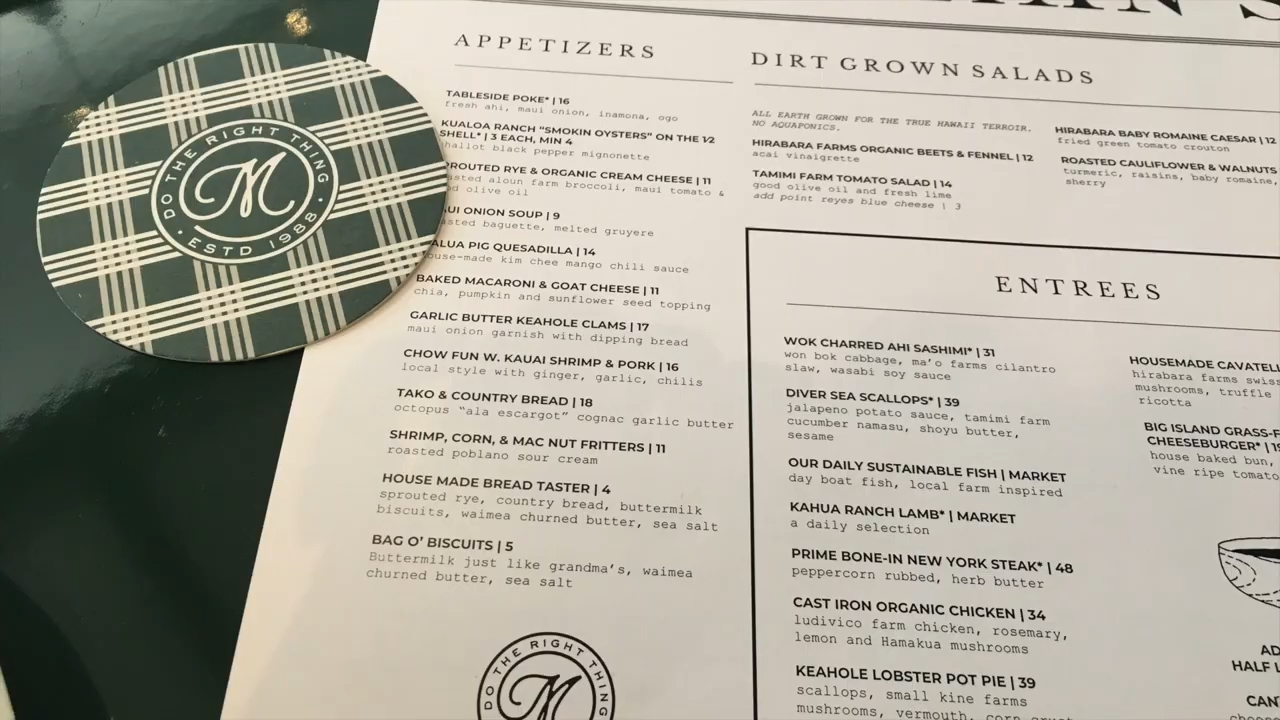 DO THE RIGHT THING
M
· ESTD 1988 ·
APPETIZERS
TABLESIDE POKE* | 16
fresh ahi, maui onion, inamona, ogo
KUALOA RANCH “SMOKIN OYSTERS” ON THE 1/2
SHELL* | 3 EACH, MIN 4
shallot black pepper mignonette
SPROUTED RYE & ORGANIC CREAM CHEESE | 11
aloun farm broccoli, maui tomato &
olive oil
ONION SOUP | 9
baguette, melted gruyere
PIG QUESADILLA | 14
house-made kim chee mango chili sauce
BAKED MACARONI & GOAT CHEESE | 11
chia, pumpkin and sunflower seed topping
GARLIC BUTTER KEAHOLE CLAMS | 17
maui onion garnish with dipping bread
CHOW FUN W. KAUAI SHRIMP & PORK | 16
local style with ginger, garlic, chilis
TAKO & COUNTRY BREAD | 18
octopus “ala escargot” cognac garlic butter
SHRIMP, CORN, & MAC NUT FRITTERS | 11
roasted poblano sour cream
HOUSE MADE BREAD TASTER | 4
sprouted rye, country bread, buttermilk
biscuits, waimea churned butter, sea salt
BAG O’ BISCUITS | 5
Buttermilk just like grandma’s, waimea
churned butter, sea salt
DO THE RIGHT THING
M
DIRT GROWN SALADS
ALL EARTH GROWN FOR THE TRUE HAWAII TERROIR.
NO AQUAPONICS.
HIRABARA FARMS ORGANIC BEETS & FENNEL | 12
acai vinaigrette
TAMIMI FARM TOMATO SALAD | 14
good olive oil and fresh lime
add point reyes blue cheese | 3
HIRABARA BABY ROMAINE CAESAR | 12
fried green tomato crouton
ROASTED CAULIFLOWER & WALNUTS
turmeric, raisins, baby romaine,
sherry
ENTREES
WOK CHARRED AHI SASHIMI* | 31
won bok cabbage, ma’o farms cilantro
slaw, wasabi soy sauce
DIVER SEA SCALLOPS* | 39
jalapeno potato sauce, tamimi farm
cucumber namasu, shoyu butter,
sesame
OUR DAILY SUSTAINABLE FISH | MARKET
day boat fish, local farm inspired
KAHUA RANCH LAMB* | MARKET
a daily selection
PRIME BONE-IN NEW YORK STEAK* | 48
peppercorn rubbed, herb butter
CAST IRON ORGANIC CHICKEN | 34
ludivico farm chicken, rosemary,
lemon and Hamakua mushrooms
KEAHOLE LOBSTER POT PIE | 39
scallops, small kine farms
mushrooms, vermouth, corn
HOUSEMADE CAVATELL
hirabara farms swiss
mushrooms, truffle
ricotta
BIG ISLAND GRASS-F
CHEESEBURGER* |
house baked bun,
vine ripe tomato
AD
HALF L
CAN